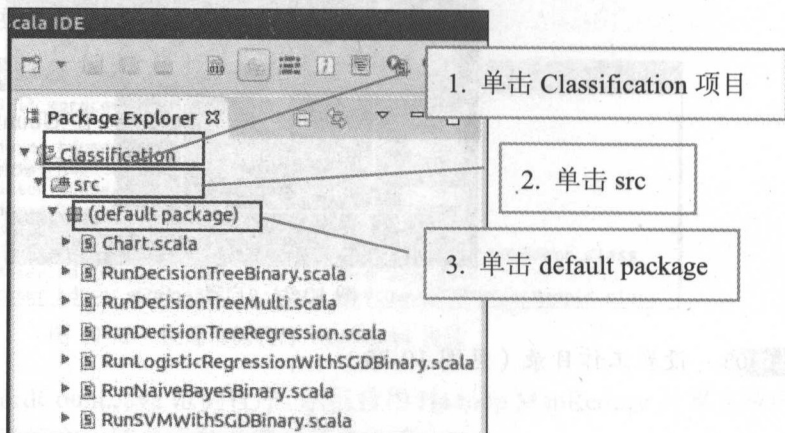 cala IDE
Package Explorer
Classification
src
(default package)
Chart.scala
RunDecisionTreeBinary.scala
RunDecisionTreeMulti.scala
RunDecisionTreeRegression.scala
RunLogisticRegressionWithSGDBinary.scala
RunNaiveBayesBinary.scala
RunSVMWithSGDBinary.scala
1. 单击 Classification 项目
2. 单击 src
3. 单击 default package